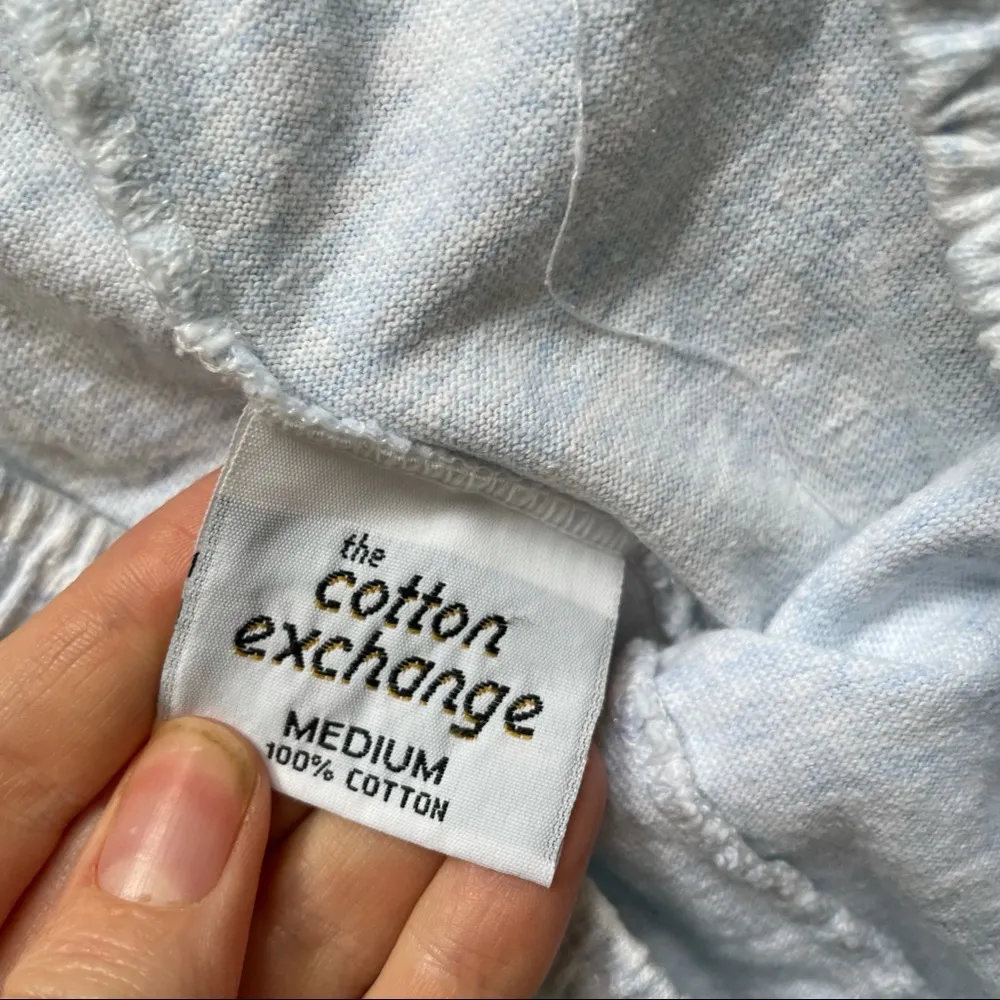 the
cotton
exchange
MEDIUM
100% COTTON